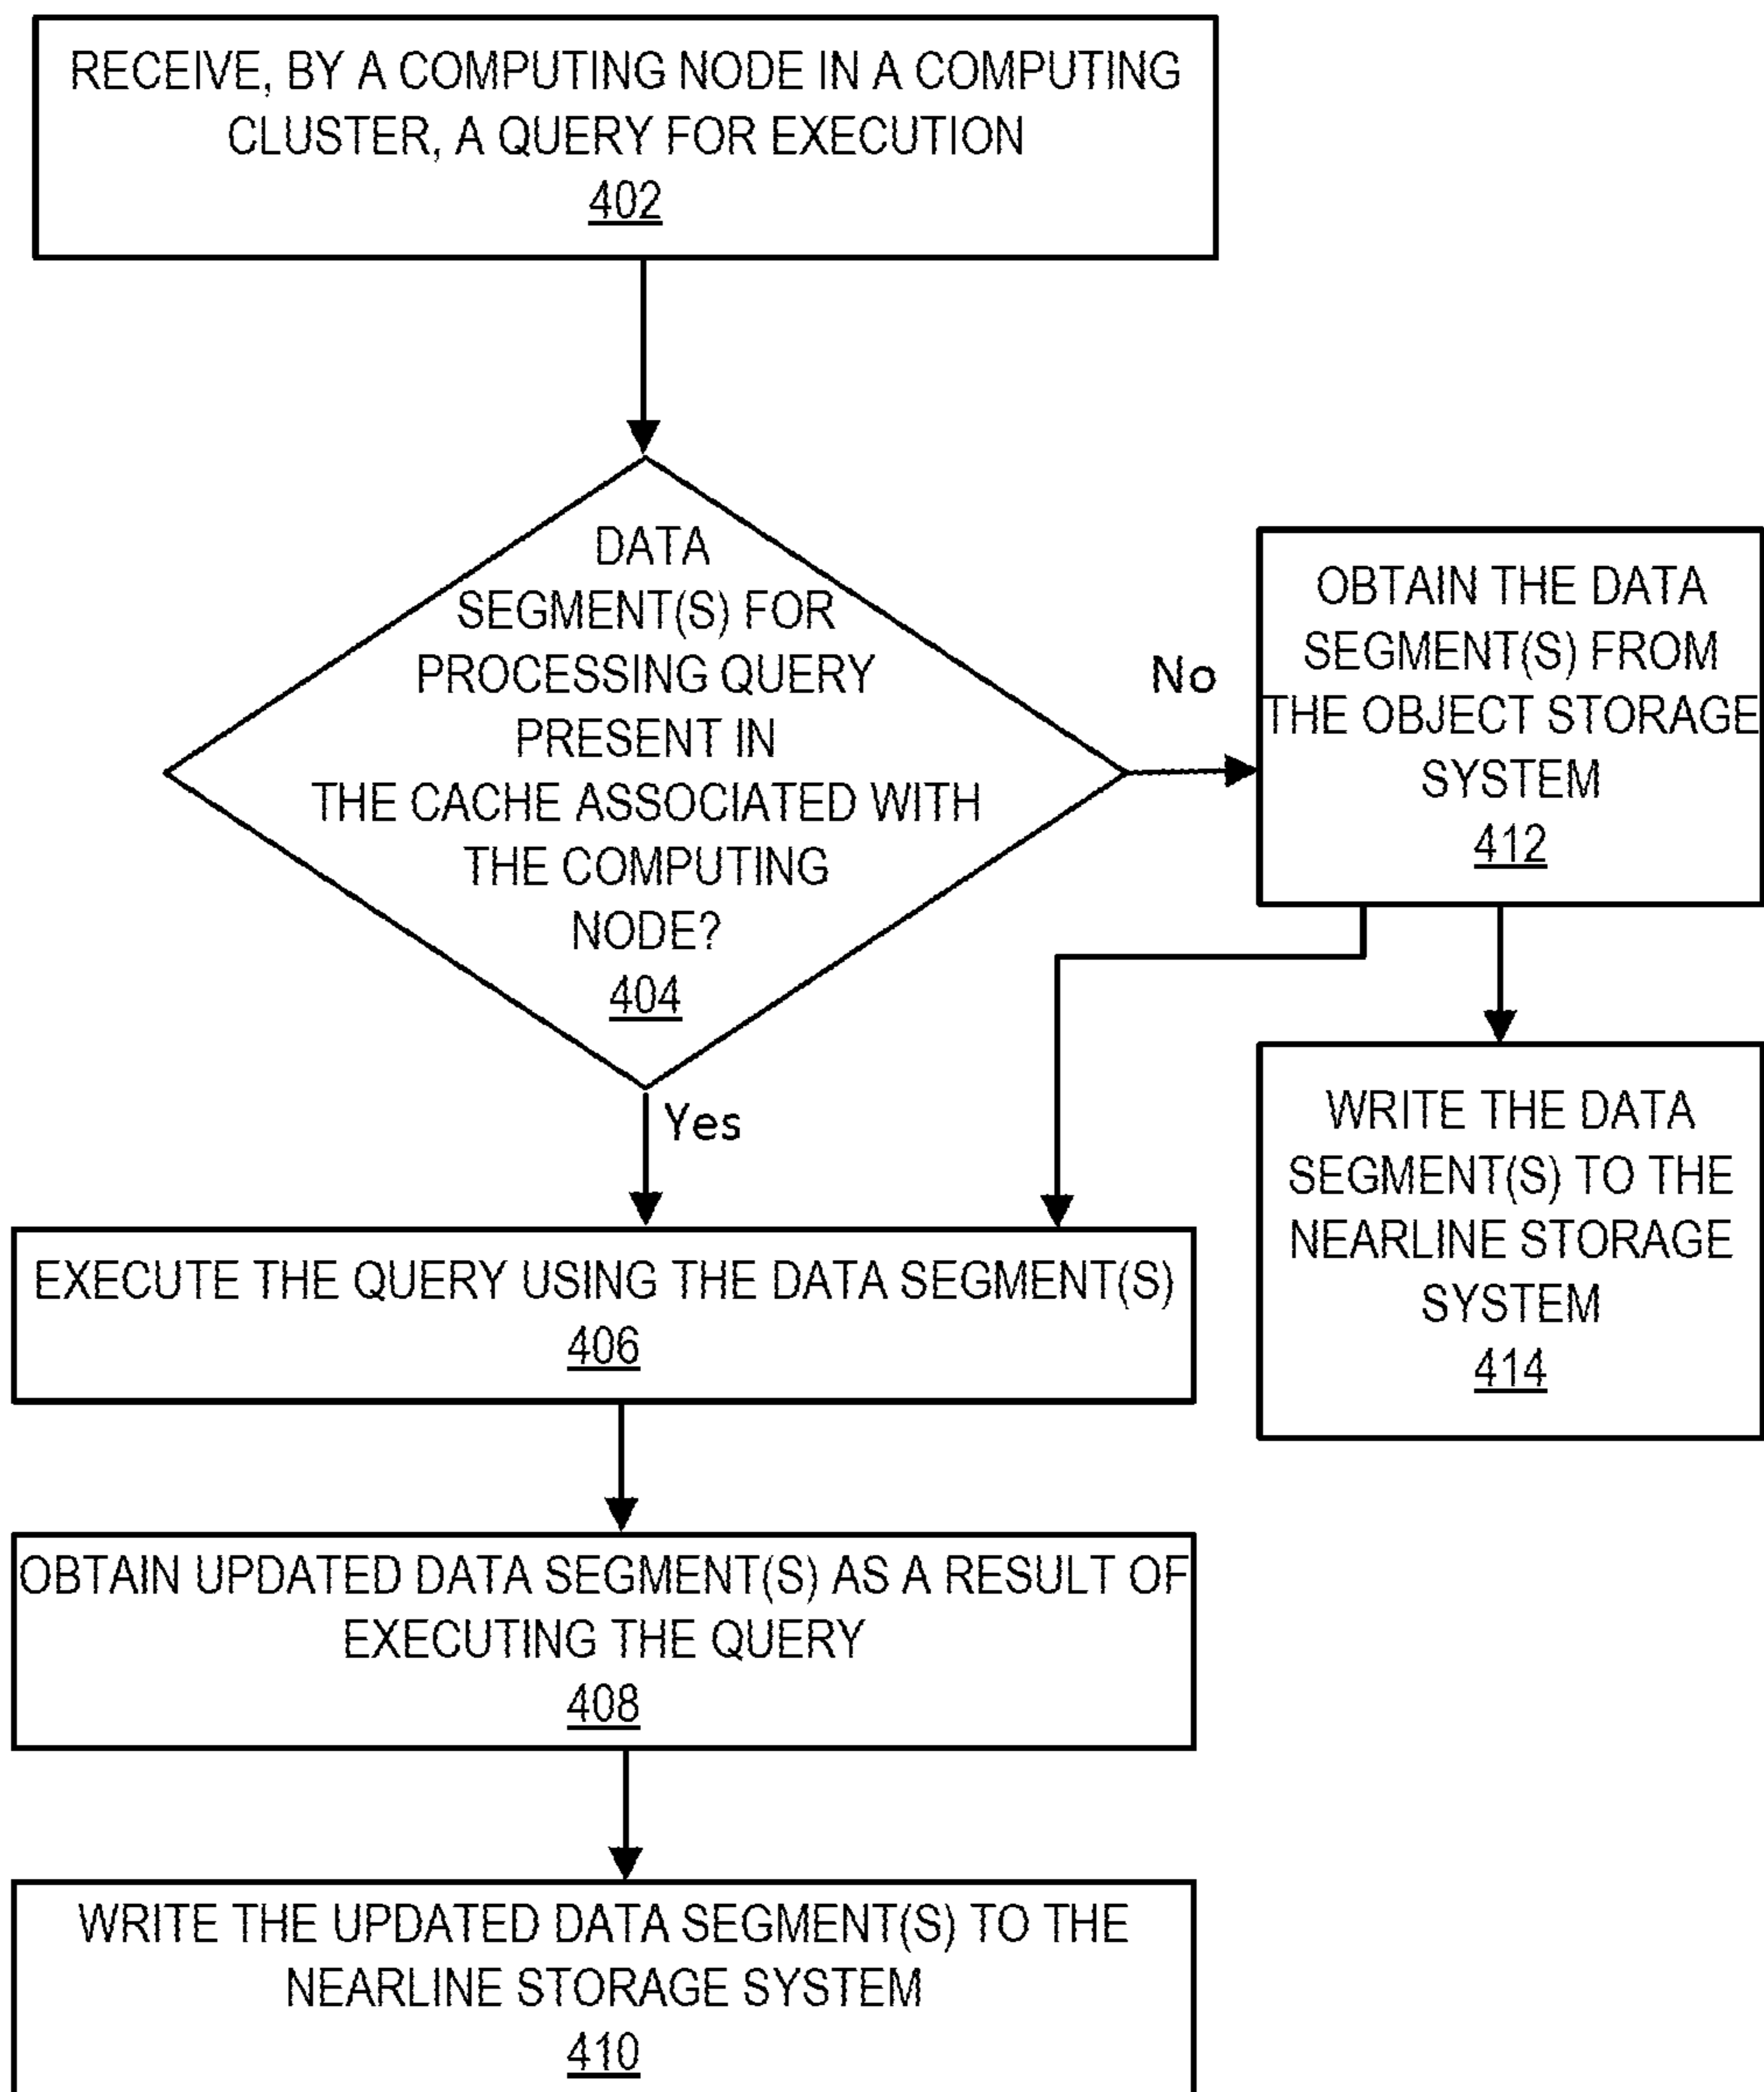 RECEIVE, BY A COMPUTING NODE IN A COMPUTING
CLUSTER, A QUERY FOR EXECUTION
402
DATA
SEGMENT(S) FOR
PROCESSING QUERY
PRESENT IN
THE CACHE ASSOCIATED WITH
THE COMPUTING
NODE?
404
No
OBTAIN THE DATA
SEGMENT(S) FROM
THE OBJECT STORAGE
SYSTEM
412
Yes
WRITE THE DATA
SEGMENT(S) TO THE
NEARLINE STORAGE
SYSTEM
414
EXECUTE THE QUERY USING THE DATA SEGMENT(S)
406
OBTAIN UPDATED DATA SEGMENT(S) AS A RESULT OF
EXECUTING THE QUERY
408
WRITE THE UPDATED DATA SEGMENT(S) TO THE
NEARLINE STORAGE SYSTEM
410